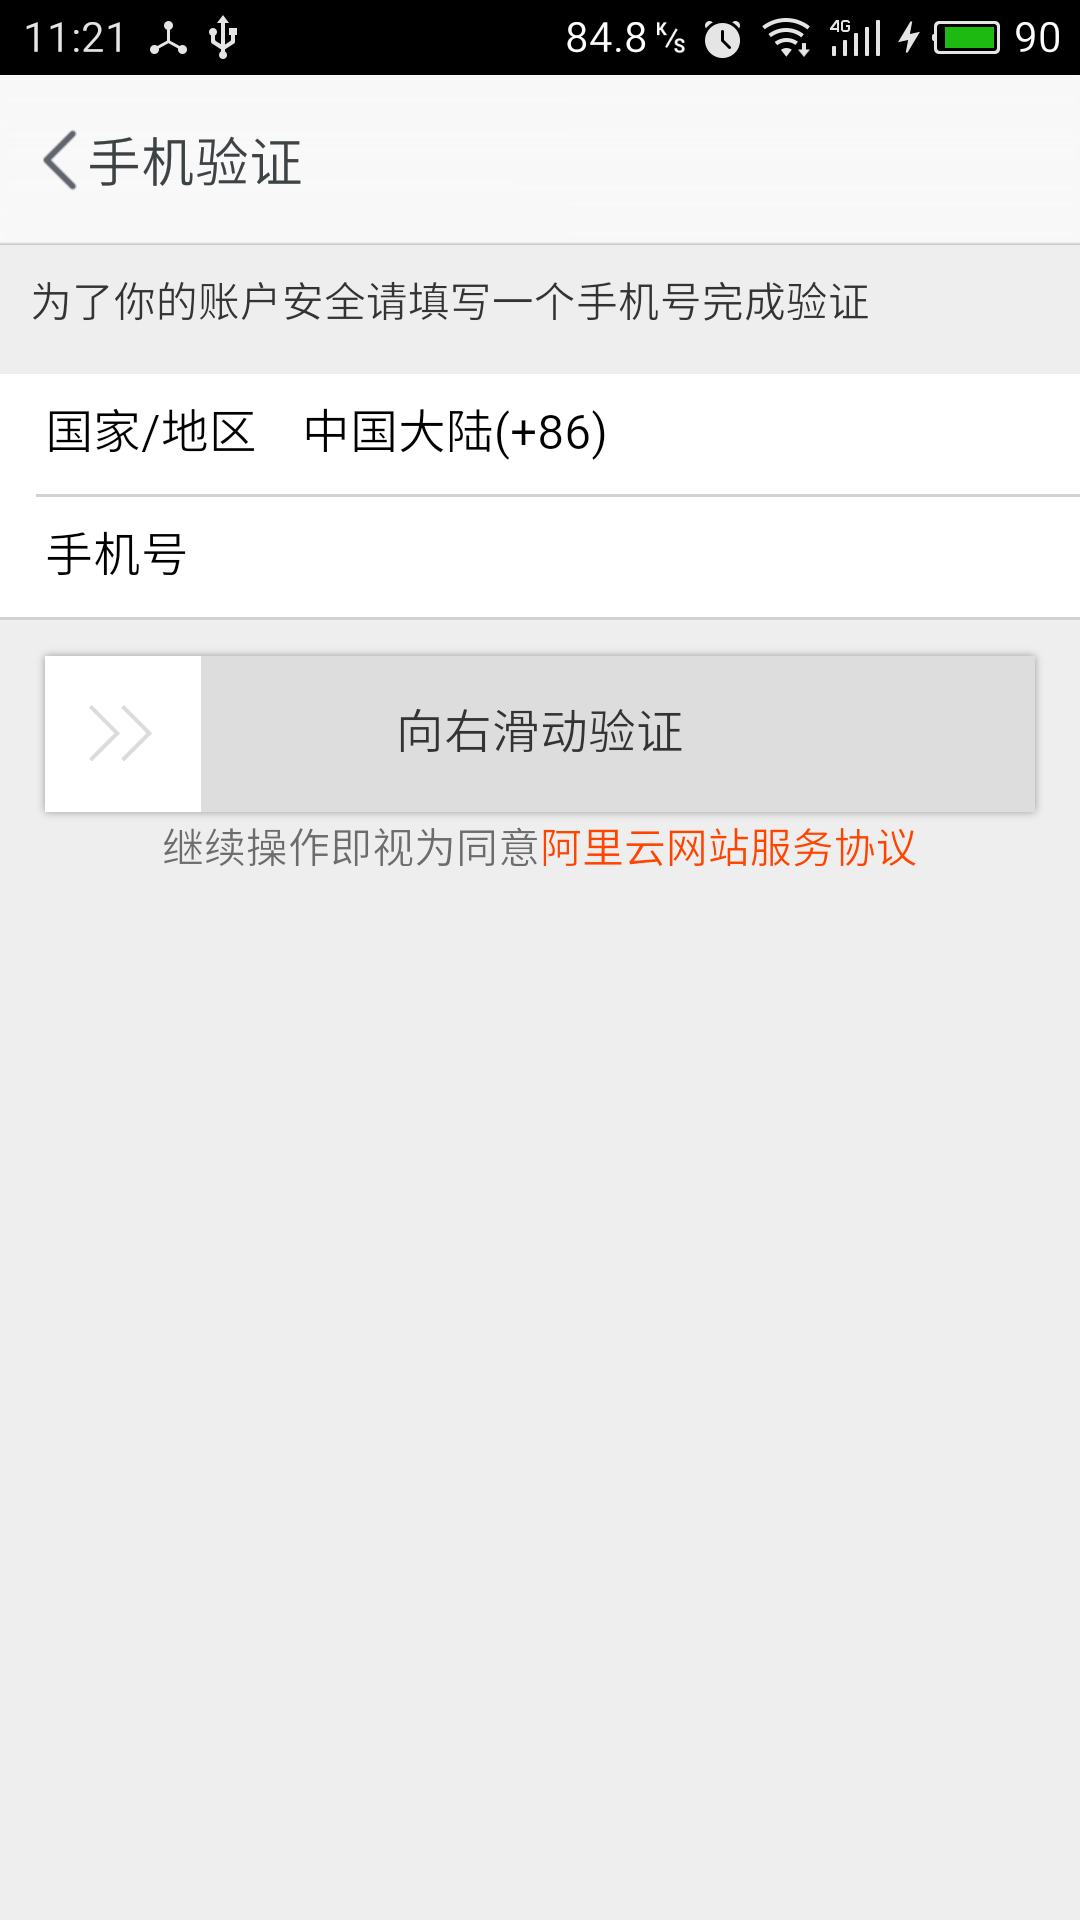 11:21 84.8 K/s 4G 90
手机验证
为了你的账户安全请填写一个手机号完成验证
国家/地区 中国大陆(+86)
手机号
向右滑动验证
继续操作即视为同意阿里云网站服务协议